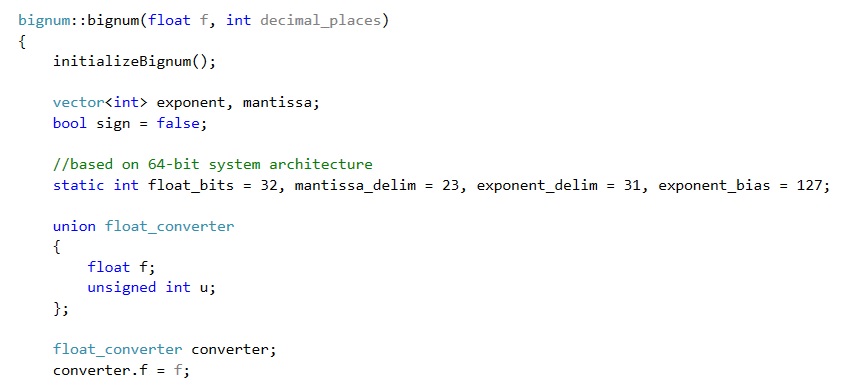 bignum::bignum(float f, int decimal_places)
{
initializeBignum();
vector<int> exponent, mantissa;
bool sign = false;
//based on 64-bit system architecture
static int float_bits = 32, mantissa_delim = 23, exponent_delim = 31, exponent_bias = 127;
union float_converter
{
float f;
unsigned int u;
};
float_converter converter;
converter.f = f;